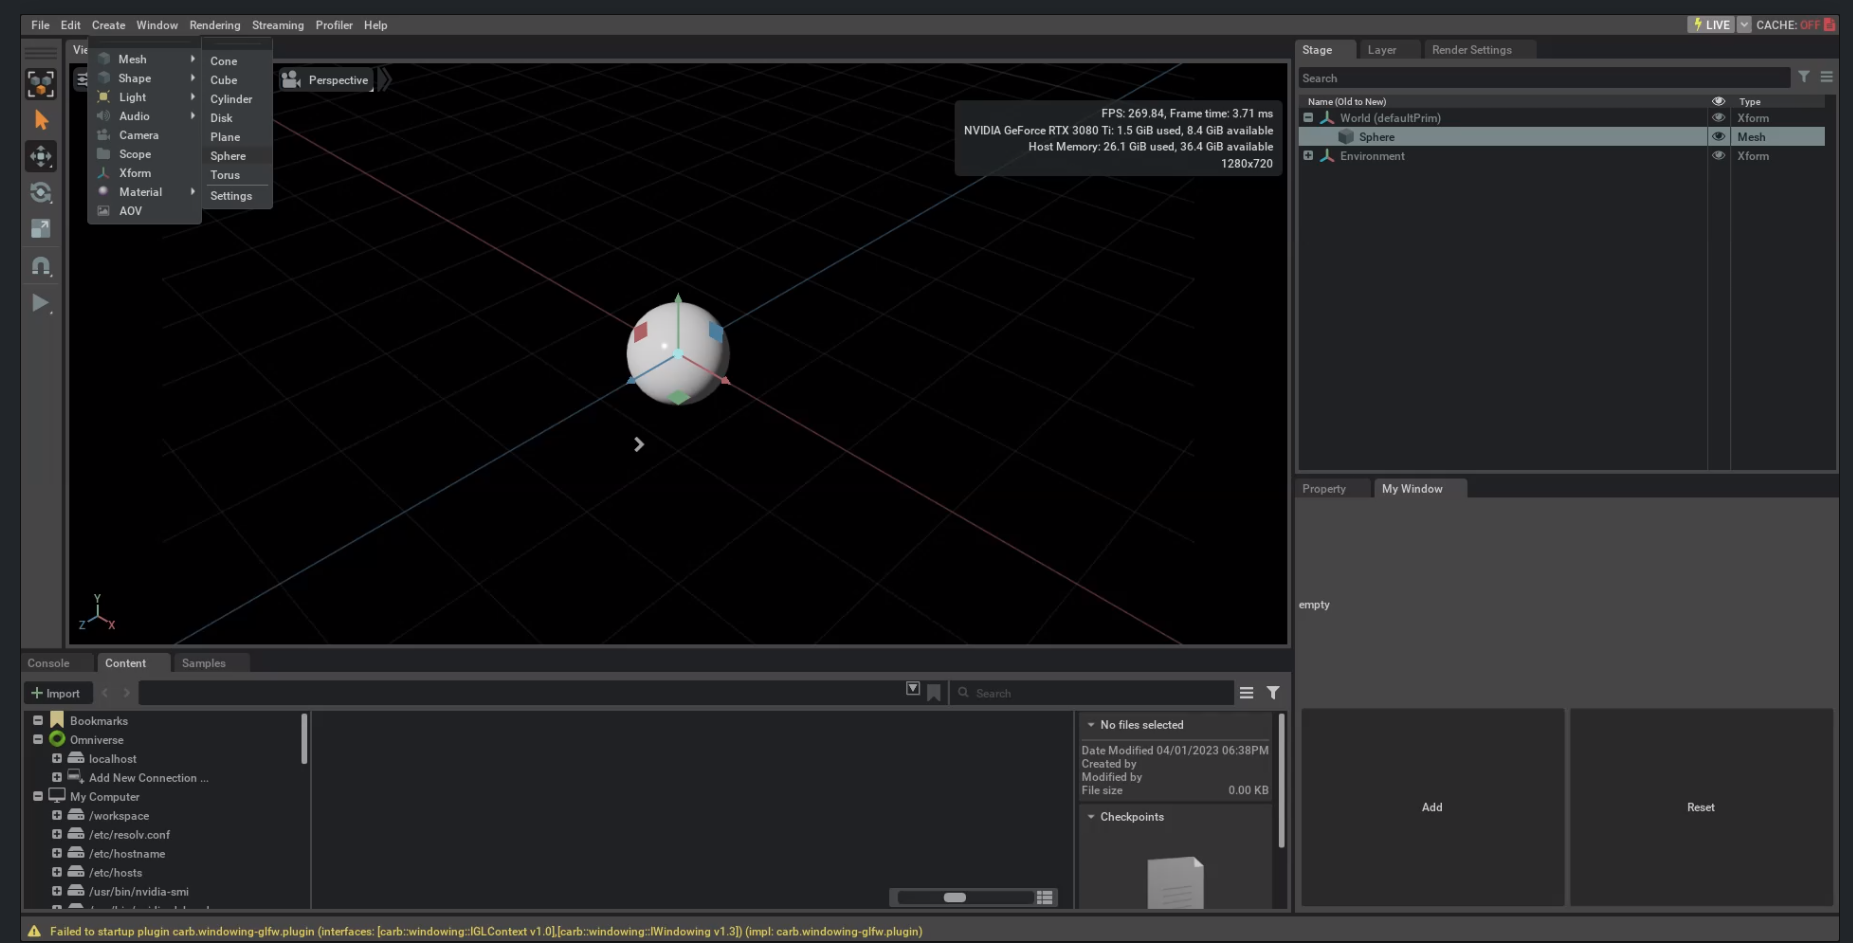 File Edit Create Window Rendering Streaming Profiler Help
LIVE CACHE: OFF
Perspective
Mesh
Shape
Light
Audio
Camera
Scope
Xform
Material
AOV
Cone
Cube
Cylinder
Disk
Plane
Sphere
Torus
Settings
FPS: 269.84, Frame time: 3.71 ms
NVIDIA GeForce RTX 3080 Ti: 1.5 GiB used, 8.4 GiB available
Host Memory: 26.1 GiB used, 36.4 GiB available
1280x720
Y
Z X
Stage Layer Render Settings
Search
Name (Old to New) Type
World (defaultPrim) Xform
Sphere Mesh
Environment Xform
Property My Window
empty
Add Reset
Console Content Samples
Import Search
Bookmarks
Omniverse
localhost
Add New Connection ...
My Computer
/workspace
/etc/resolv.conf
/etc/hostname
/etc/hosts
/usr/bin/nvidia-smi
No files selected
Date Modified 04/01/2023 06:38PM
Created by
Modified by
File size 0.00 KB
Checkpoints
Failed to startup plugin carb.windowing-glfw.plugin (interfaces: [carb::windowing::IGLContext v1.0],[carb::windowing::IWindowing v1.3]) (impl: carb.windowing-glfw.plugin)